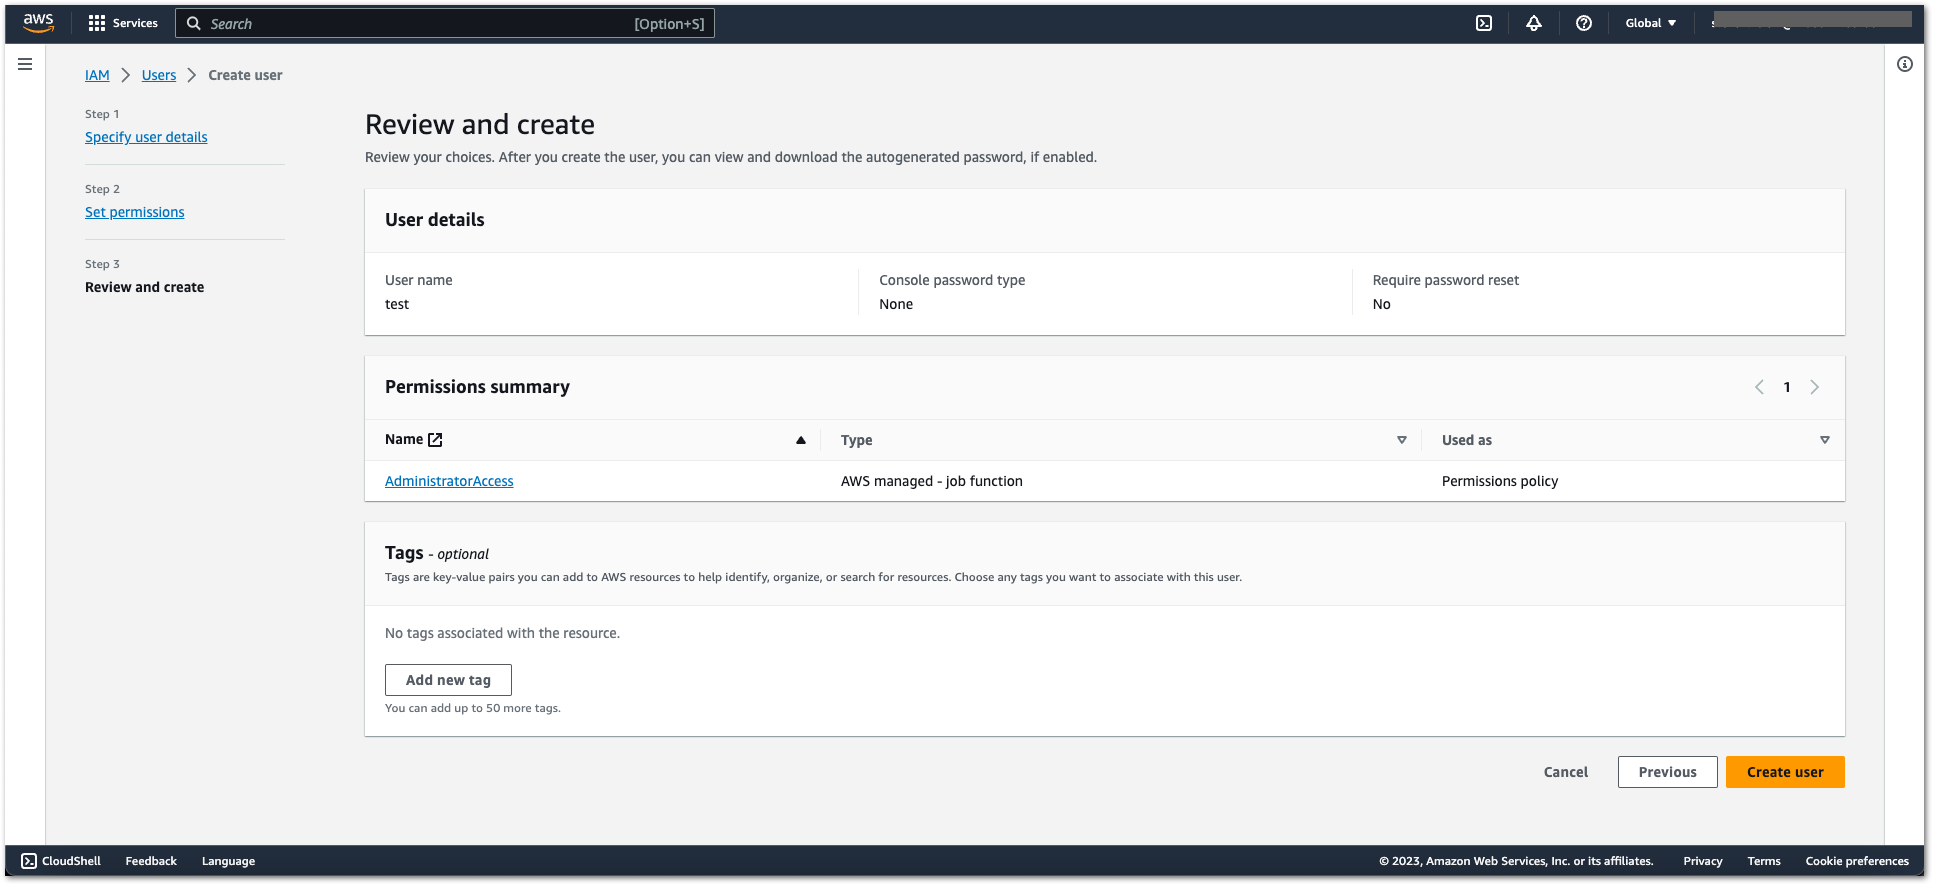 aws Services Search [Option+S] Global
IAM Users Create user
Step 1
Specify user details
Step 2
Set permissions
Step 3
Review and create
Review and create
Review your choices. After you create the user, you can view and download the autogenerated password, if enabled.
User details
User name Console password type Require password reset
test None No
Permissions summary 1
Name Type Used as
AdministratorAccess AWS managed - job function Permissions policy
Tags - optional
Tags are key-value pairs you can add to AWS resources to help identify, organize, or search for resources. Choose any tags you want to associate with this user.
No tags associated with the resource.
Add new tag
You can add up to 50 more tags.
Cancel Previous Create user
CloudShell Feedback Language © 2023, Amazon Web Services, Inc. or its affiliates. Privacy Terms Cookie preferences